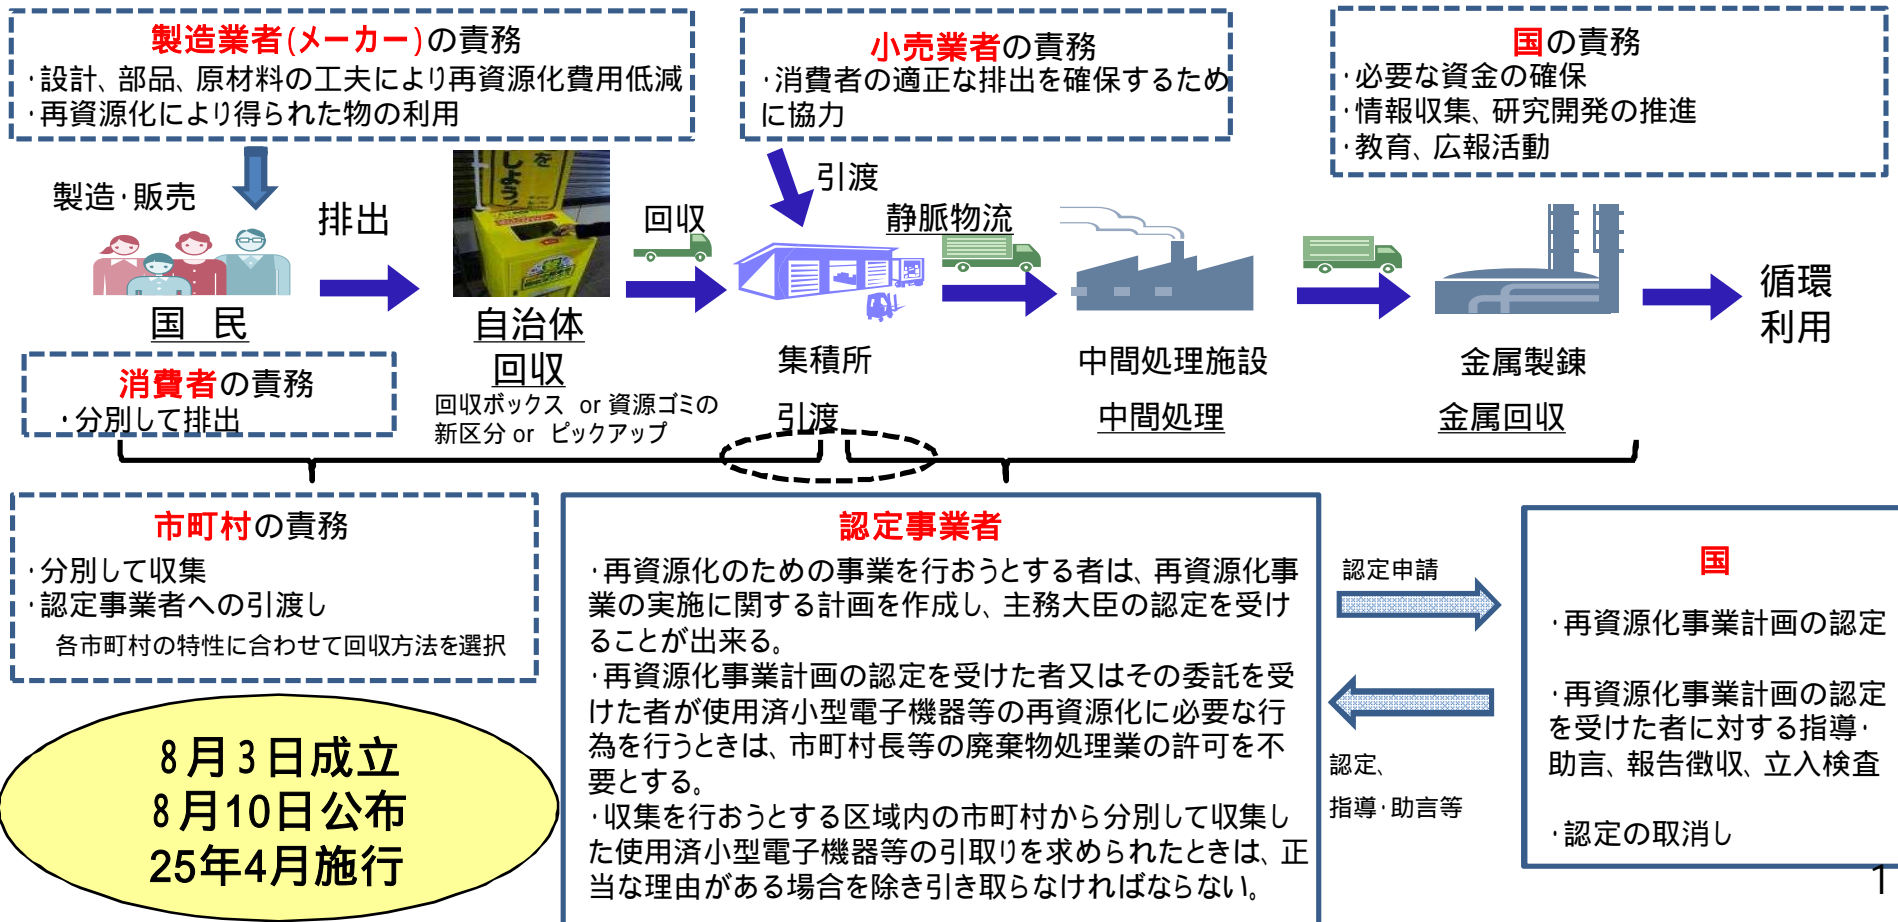 製造業者(メーカー)の責務
・設計、部品、原材料の工夫により再資源化費用低減
・再資源化により得られた物の利用
小売業者の責務
・消費者の適正な排出を確保するため
に協力
国の責務
・必要な資金の確保
・情報収集、研究開発の推進
・教育、広報活動
製造・販売
排出
回収
引渡
静脈物流
循環
利用
国 民
自治体
回収
回収ボックス or 資源ゴミの
新区分 or ピックアップ
集積所
引渡
中間処理施設
中間処理
金属製錬
金属回収
消費者の責務
・分別して排出
市町村の責務
・分別して収集
・認定事業者への引渡し
各市町村の特性に合わせて回収方法を選択
8月3日成立
8月10日公布
25年4月施行
認定事業者
・再資源化のための事業を行おうとする者は、再資源化事
業の実施に関する計画を作成し、主務大臣の認定を受け
ることが出来る。
・再資源化事業計画の認定を受けた者又はその委託を受
けた者が使用済小型電子機器等の再資源化に必要な行
為を行うときは、市町村長等の廃棄物処理業の許可を不
要とする。
・収集を行おうとする区域内の市町村から分別して収集し
た使用済小型電子機器等の引取りを求められたときは、正
当な理由がある場合を除き引き取らなければならない。
認定申請
認定、
指導・助言等
国
・再資源化事業計画の認定
・再資源化事業計画の認定
を受けた者に対する指導・
助言、報告徴収、立入検査
・認定の取消し
1